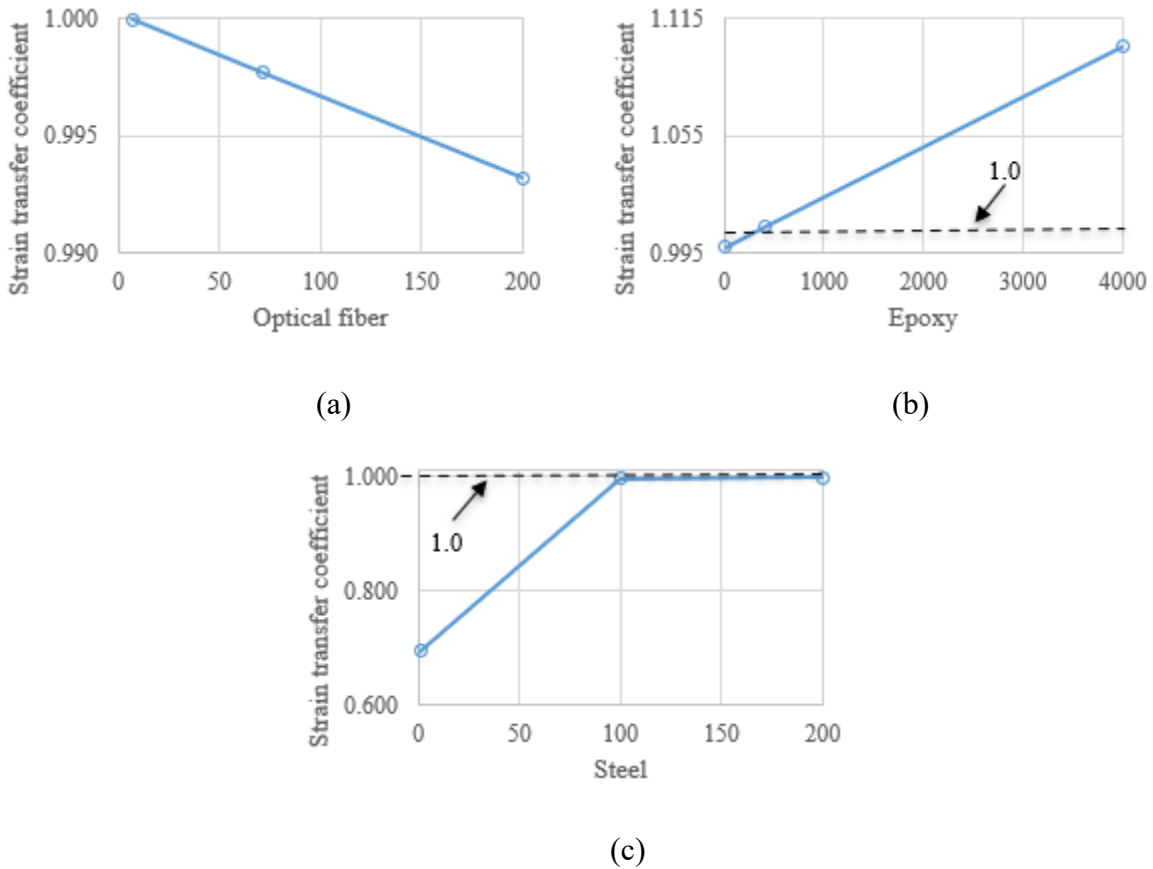 Strain transfer coefficient
1.000
0.995
0.990
0
50
100
150
200
Optical fiber
(a)
Strain transfer coefficient
1.115
1.055
0.995
1.0
0
1000
2000
3000
4000
Epoxy
(b)
Strain transfer coefficient
1.000
0.800
0.600
1.0
0
50
100
150
200
Steel
(c)